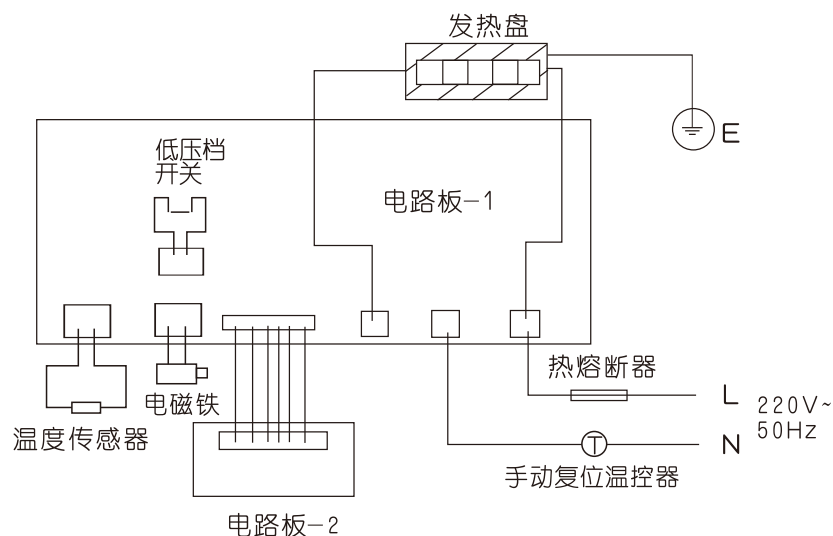 发热盘
E
低压档
开关
电路板-1
热熔断器
L
220V~
电磁铁
温度传感器
50Hz
N
T
手动复位温控器
电路板-2